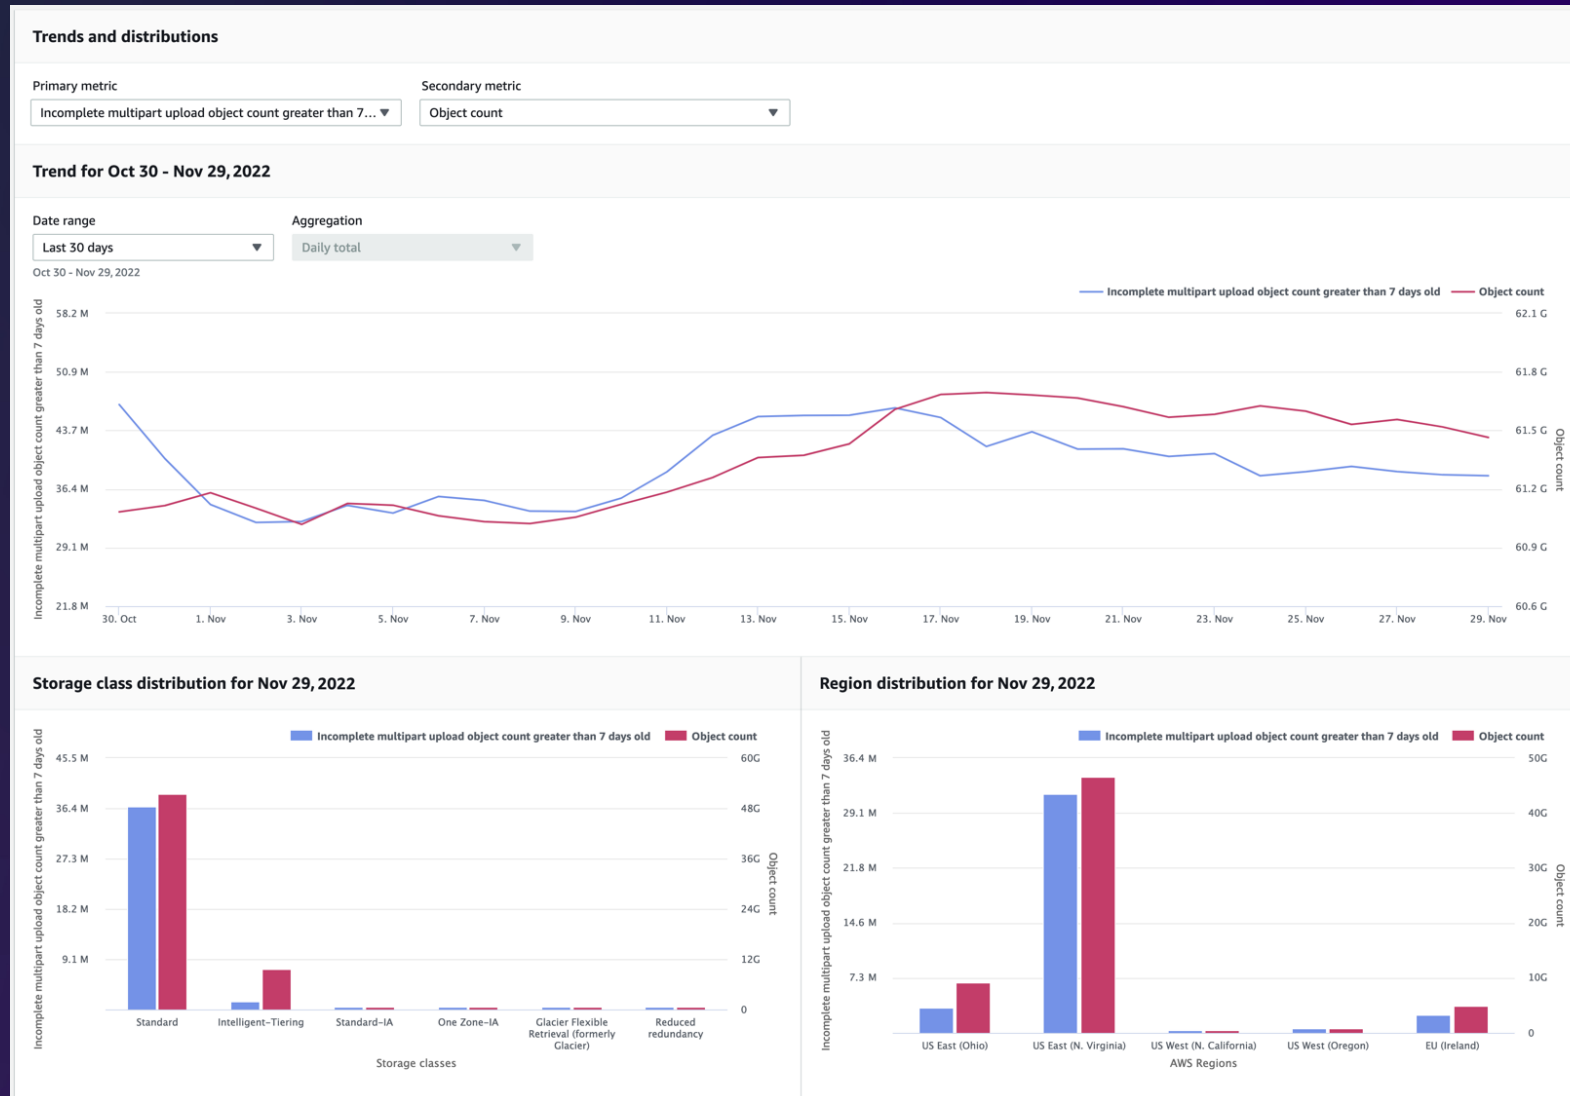 Trends and distributions
Primary metric
Secondary metric
Incomplete multipart upload object count greater than 7...
Object count
Trend for Oct 30 - Nov 29, 2022
Date range
Aggregation
Last 30 days
Daily total
Oct 30 - Nov 29, 2022
Incomplete multipart upload object count greater than 7 days old
Object count
Incomplete multipart upload object count greater than 7 days old
58.2 M
50.9 M
43.7 M
36.4 M
29.1 M
21.8 M
62.1 G
61.8 G
61.5 G
61.2 G
60.9 G
60.6 G
Object count
30. Oct
1. Nov
3. Nov
5. Nov
7. Nov
9. Nov
11. Nov
13. Nov
15. Nov
17. Nov
19. Nov
21. Nov
23. Nov
25. Nov
27. Nov
29. Nov
Storage class distribution for Nov 29, 2022
Incomplete multipart upload object count greater than 7 days old
Object count
Incomplete multipart upload object count greater than 7 days old
45.5 M
36.4 M
27.3 M
18.2 M
9.1 M
60G
48G
36G
24G
12G
0
Object count
Standard
Intelligent-Tiering
Standard-IA
One Zone-IA
Glacier Flexible
Retrieval (formerly
Glacier)
Reduced
redundancy
Storage classes
Region distribution for Nov 29, 2022
Incomplete multipart upload object count greater than 7 days old
Object count
Incomplete multipart upload object count greater than 7 days old
36.4 M
29.1 M
21.8 M
14.6 M
7.3 M
50G
40G
30G
20G
10G
0
Object count
US East (Ohio)
US East (N. Virginia)
US West (N. California)
US West (Oregon)
EU (Ireland)
AWS Regions